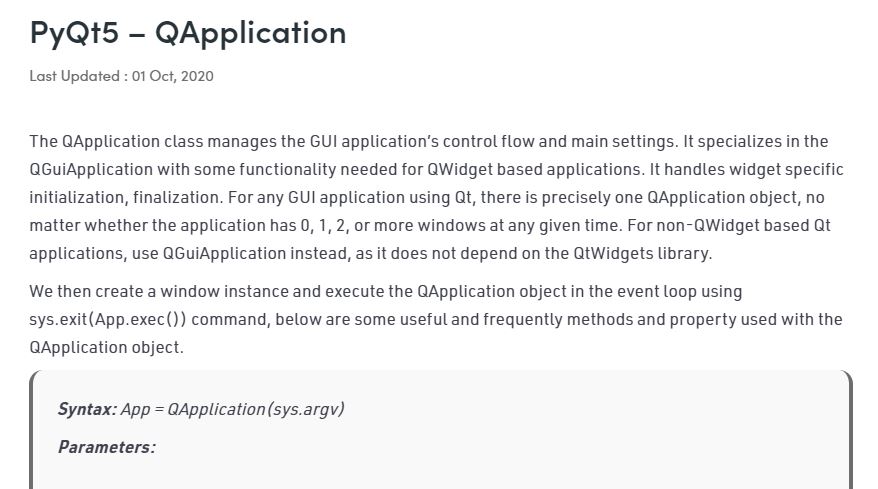 PyQt5 – QApplication
Last Updated : 01 Oct, 2020
The QApplication class manages the GUI application's control flow and main settings. It specializes in the
QGuiApplication with some functionality needed for QWidget based applications. It handles widget specific
initialization, finalization. For any GUI application using Qt, there is precisely one QApplication object, no
matter whether the application has 0, 1, 2, or more windows at any given time. For non-QWidget based Qt
applications, use QGuiApplication instead, as it does not depend on the QtWidgets library.
We then create a window instance and execute the QApplication object in the event loop using
sys.exit(App.exec()) command, below are some useful and frequently methods and property used with the
QApplication object.
Syntax: App = QApplication(sys.argv)
Parameters: